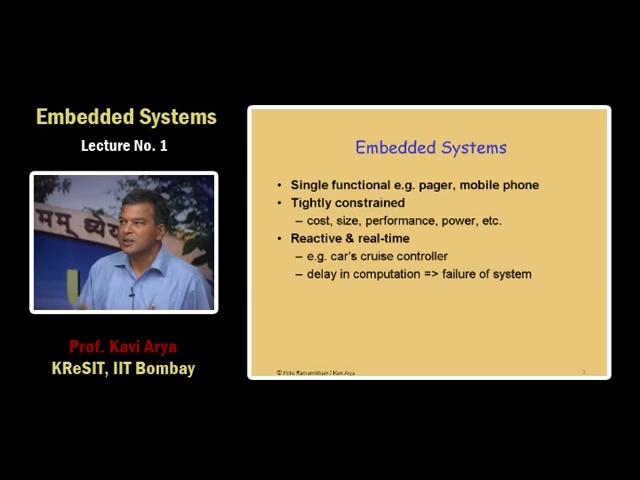 Embedded Systems
Lecture No. 1
मम् ध्ये
Prof. Kavi Arya
KReSIT, IIT Bombay
Embedded Systems
• Single functional e.g. pager, mobile phone
• Tightly constrained
– cost, size, performance, power, etc.
• Reactive & real-time
– e.g. car's cruise controller
– delay in computation => failure of system
© Krithi Ramamritham / Kavi Arya
3